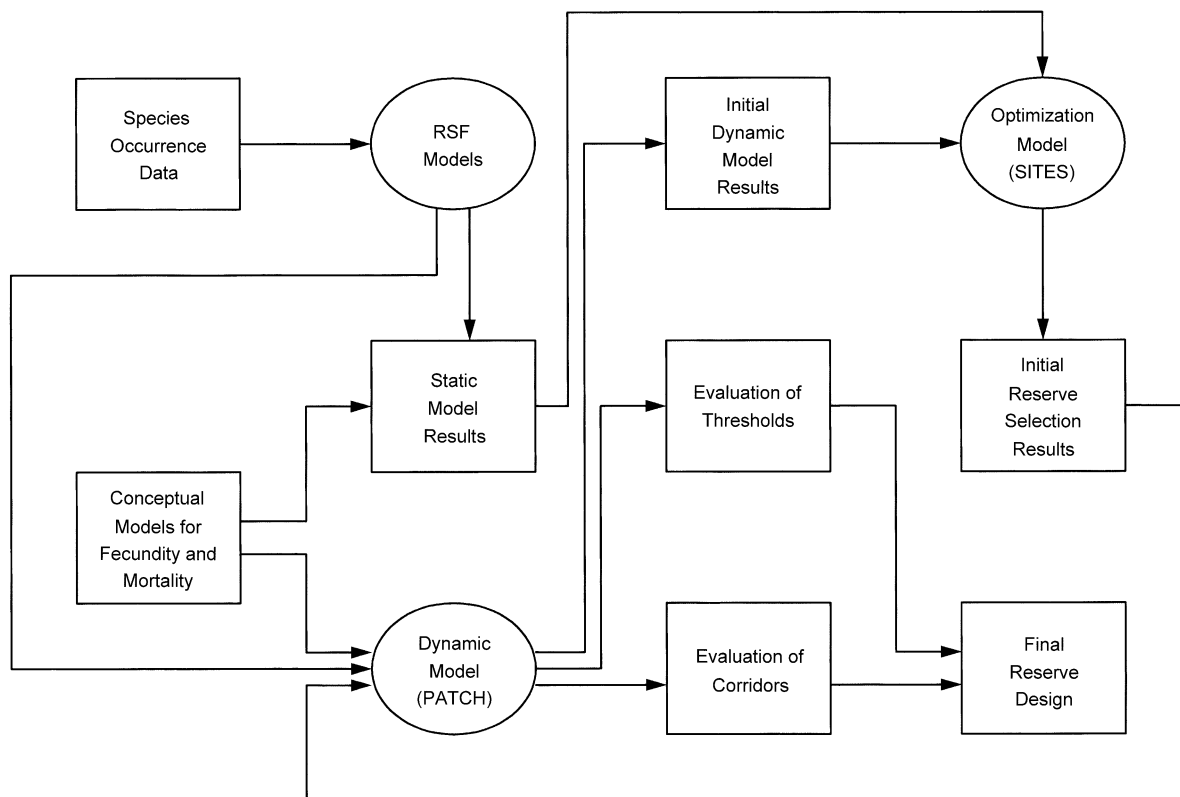 Species
Occurrence
Data
RSF
Models
Initial
Dynamic
Model
Results
Optimization
Model
(SITES)
Static
Model
Results
Evaluation of
Thresholds
Initial
Reserve
Selection
Results
Conceptual
Models for
Fecundity and
Mortality
Dynamic
Model
(PATCH)
Evaluation of
Corridors
Final
Reserve
Design